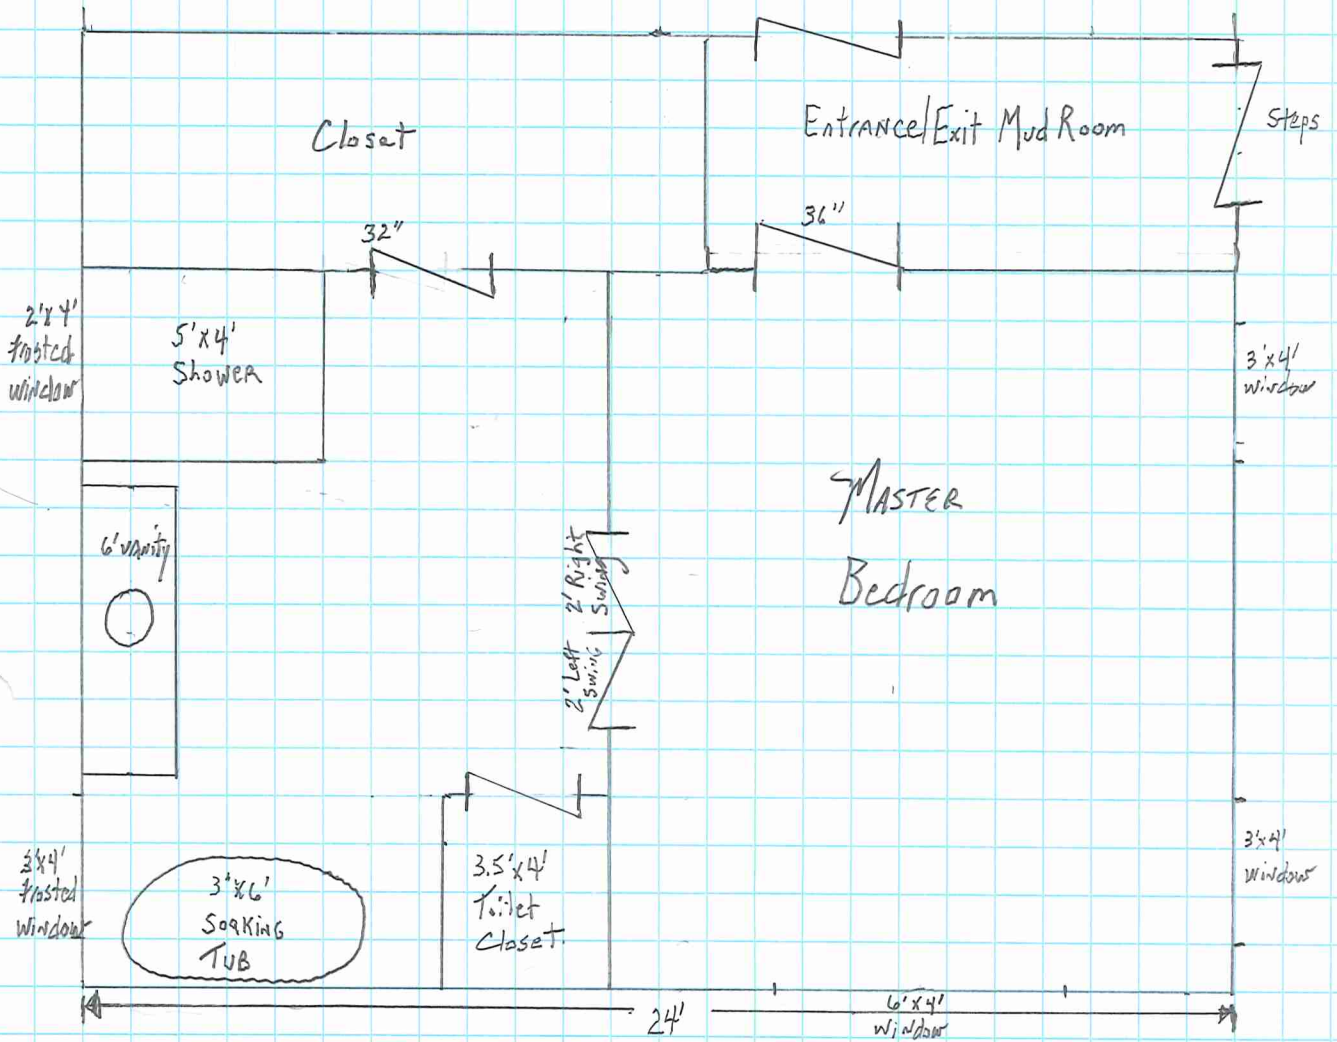 Closet
Entrance/Exit Mud Room
Steps
32"
36"
2'x4'
frosted
window
5'x4'
Shower
3'x4'
window
6' vanity
2' Right
Swing
2' Left
Swing
Master
Bedroom
3'x4'
frosted
window
3'x6'
Soaking
Tub
3.5'x4'
Toilet
Closet.
3'x4'
window
24'
6'x4'
window